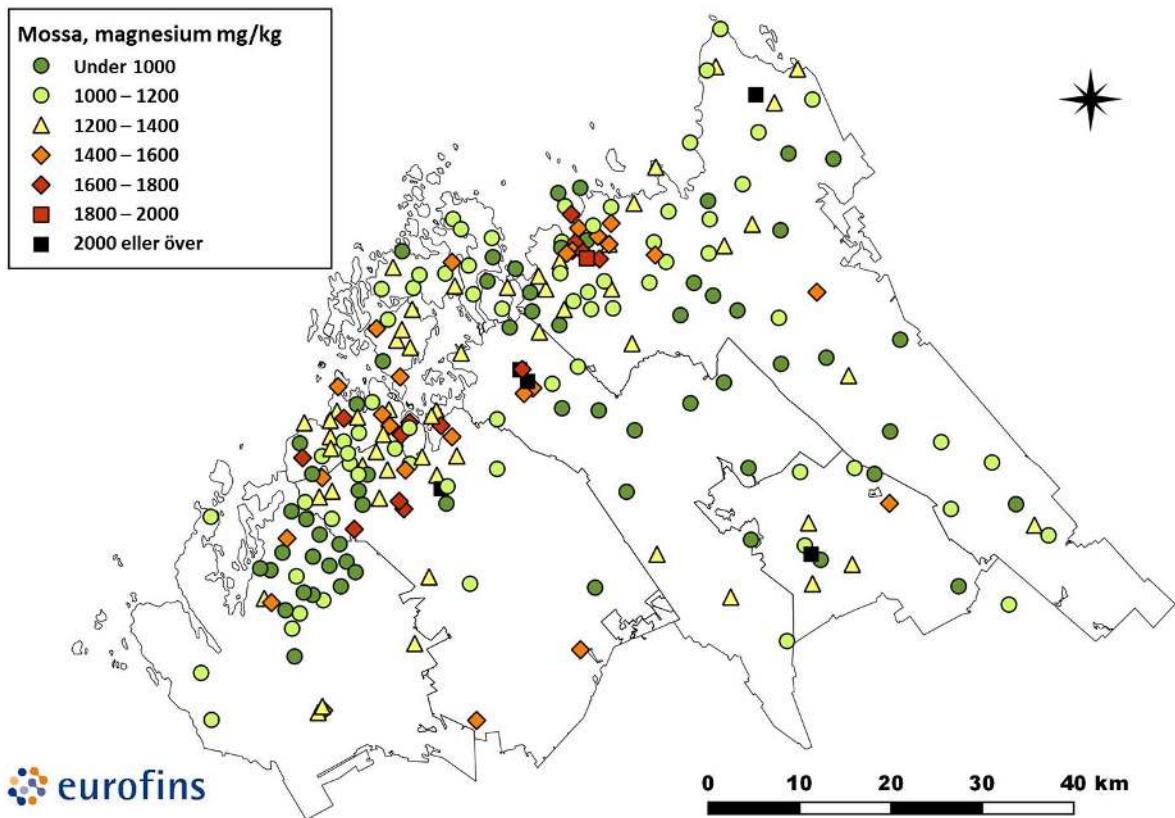 Mossa, magnesium mg/kg
Under 1000
1000 – 1200
1200 – 1400
1400 – 1600
1600 – 1800
1800 – 2000
2000 eller över
eurofins
0 10 20 30 40 km